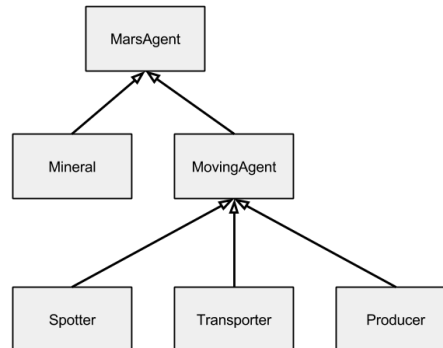 MarsAgent
Mineral
MovingAgent
Spotter
Transporter
Producer